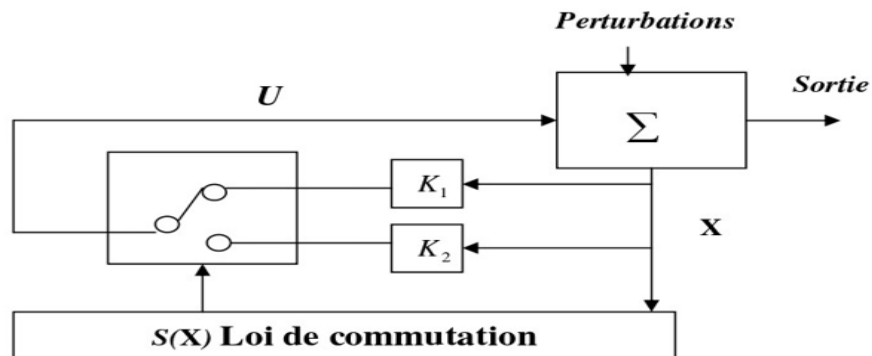 Perturbations
Sortie
U
Σ
K₁
X
K₂
S(X) Loi de commutation